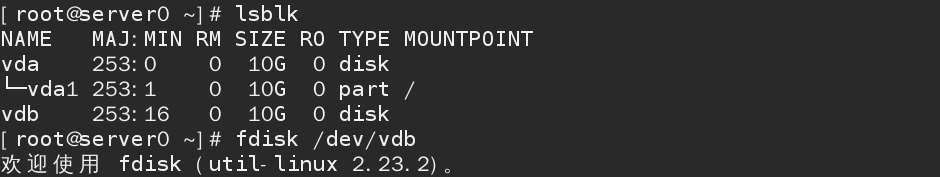 [root@server0 ~]# lsblk
NAME   MAJ:MIN RM SIZE RO TYPE MOUNTPOINT
vda    253:0    0  10G  0 disk
└─vda1 253:1    0  10G  0 part /
vdb    253:16   0  10G  0 disk
[root@server0 ~]# fdisk /dev/vdb
欢迎使用 fdisk (util-linux 2.23.2)。